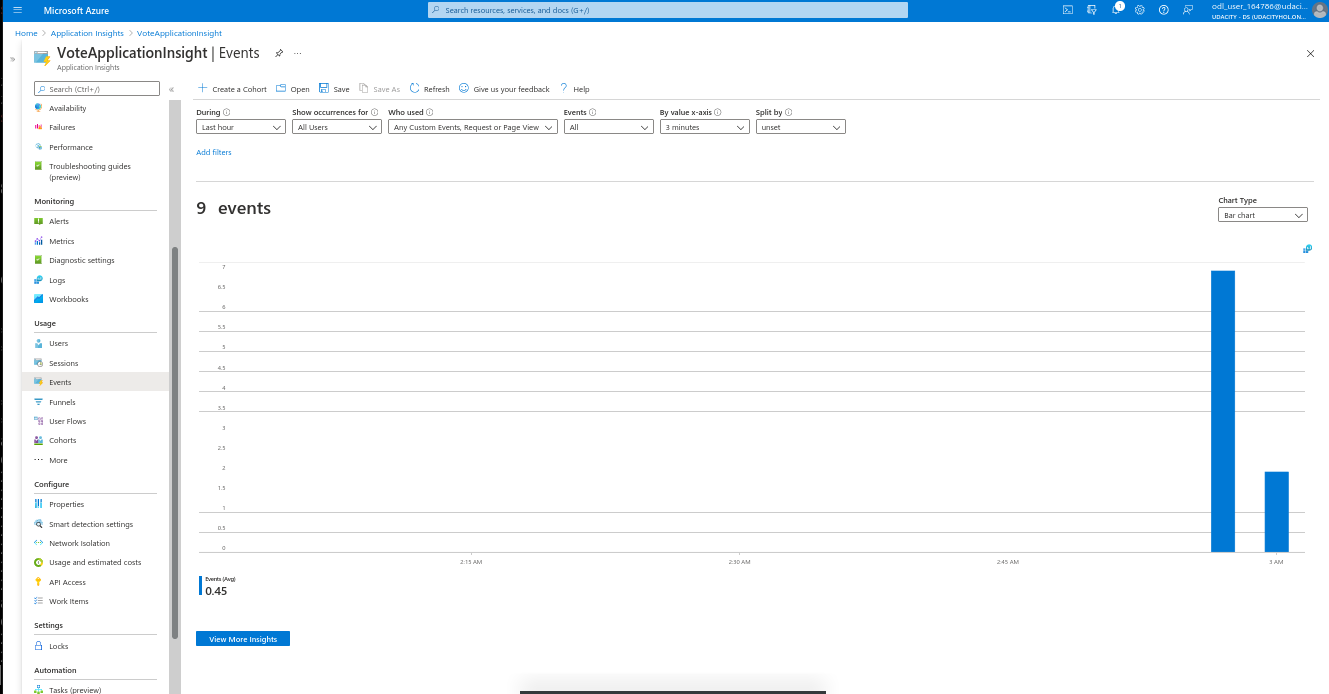 Microsoft Azure
Search resources, services, and docs (G+/)
1
odl_user_164766@udaci...
UDACITY - DS (UDACITYHOL.ON...
Home > Application Insights > VoteApplicationInsight
VoteApplicationInsight | Events
Application Insights
Search (Ctrl+/)
Availability
Failures
Performance
Troubleshooting guides
(preview)
Monitoring
Alerts
Metrics
Diagnostic settings
Logs
Workbooks
Usage
Users
Sessions
Events
Funnels
User Flows
Cohorts
More
Configure
Properties
Smart detection settings
Network Isolation
Usage and estimated costs
API Access
Work Items
Settings
Locks
Automation
Tasks (preview)
Create a Cohort
Open
Save
Save As
Refresh
Give us your feedback
Help
During
Show occurrences for
Who used
Events
By value x-axis
Split by
Last hour
All Users
Any Custom Events, Request or Page View
All
3 minutes
unset
Add filters
9 events
Chart Type
Bar chart
7
6.5
6
5.5
5
4.5
4
3.5
3
2.5
2
1.5
1
0.5
0
2:15 AM
2:30 AM
2:45 AM
3 AM
Events (Avg)
0.45
View More Insights